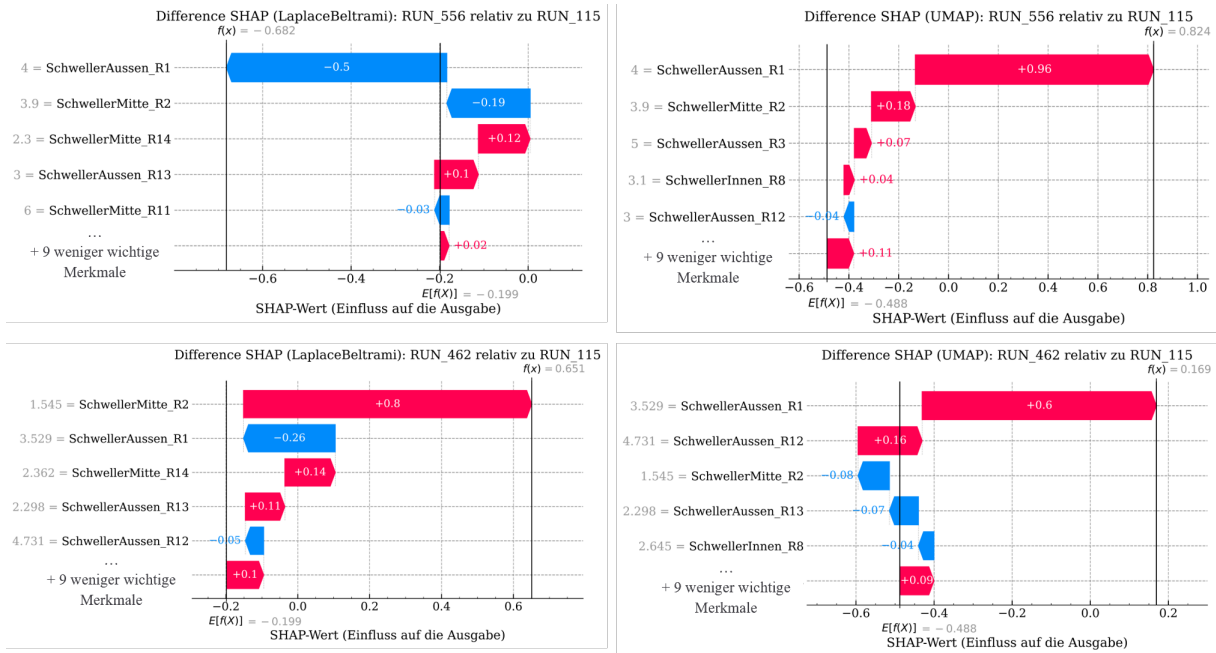 Difference SHAP (LaplaceBeltrami): RUN_556 relativ zu RUN_115
f(x) = −0.682
4 = SchwellerAussen_R1
−0.5
3.9 = SchwellerMitte_R2
−0.19
2.3 = SchwellerMitte_R14
+0.12
3 = SchwellerAussen_R13
+0.1
6 = SchwellerMitte_R11
−0.03
...
+ 9 weniger wichtige
Merkmale
+0.02
−0.6 −0.4 −0.2 0.0
E[f(X)] = −0.199
SHAP-Wert (Einfluss auf die Ausgabe)
Difference SHAP (UMAP): RUN_556 relativ zu RUN_115
f(x) = 0.824
4 = SchwellerAussen_R1
+0.96
3.9 = SchwellerMitte_R2
+0.18
5 = SchwellerAussen_R3
+0.07
3.1 = SchwellerInnen_R8
+0.04
3 = SchwellerAussen_R12
−0.04
...
+ 9 weniger wichtige
Merkmale
+0.11
−0.6 −0.4 −0.2 0.0 0.2 0.4 0.6 0.8 1.0
E[f(X)] = −0.488
SHAP-Wert (Einfluss auf die Ausgabe)
Difference SHAP (LaplaceBeltrami): RUN_462 relativ zu RUN_115
f(x) = 0.651
1.545 = SchwellerMitte_R2
+0.8
3.529 = SchwellerAussen_R1
−0.26
2.362 = SchwellerMitte_R14
+0.14
2.298 = SchwellerAussen_R13
+0.11
4.731 = SchwellerAussen_R12
−0.05
...
+ 9 weniger wichtige
Merkmale
+0.1
−0.2 0.0 0.2 0.4 0.6
E[f(X)] = −0.199
SHAP-Wert (Einfluss auf die Ausgabe)
Difference SHAP (UMAP): RUN_462 relativ zu RUN_115
f(x) = 0.169
3.529 = SchwellerAussen_R1
+0.6
4.731 = SchwellerAussen_R12
+0.16
1.545 = SchwellerMitte_R2
−0.08
2.298 = SchwellerAussen_R13
−0.07
2.645 = SchwellerInnen_R8
−0.04
...
+ 9 weniger wichtige
Merkmale
+0.09
−0.6 −0.4 −0.2 0.0 0.2
E[f(X)] = −0.488
SHAP-Wert (Einfluss auf die Ausgabe)